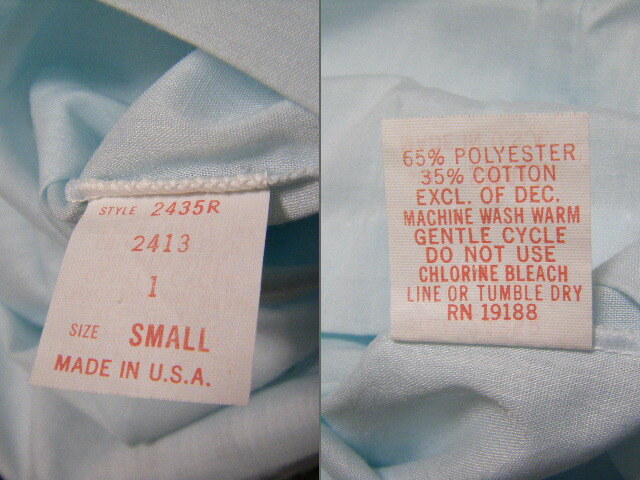 STYLE 2435R
2413
1
SIZE SMALL
MADE IN U.S.A.
65% POLYESTER
35% COTTON
EXCL. OF DEC.
MACHINE WASH WARM
GENTLE CYCLE
DO NOT USE
CHLORINE BLEACH
LINE OR TUMBLE DRY
RN 19188